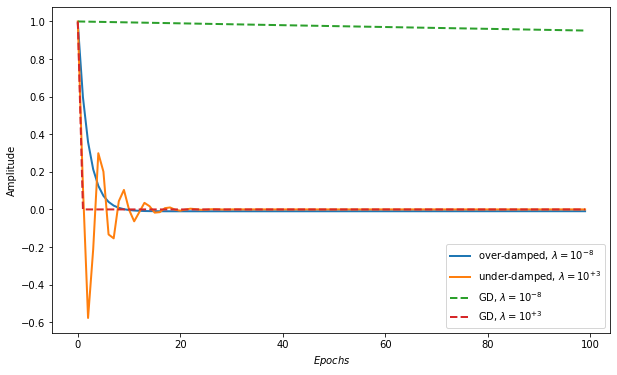 Amplitude
1.0
0.8
0.6
0.4
0.2
0.0
−0.2
−0.4
−0.6
0 20 40 60 80 100
Epochs
over-damped, λ = 10⁻⁸
under-damped, λ = 10⁺³
GD, λ = 10⁻⁸
GD, λ = 10⁺³